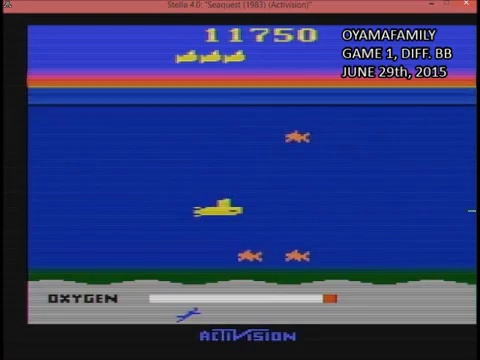 Stella 4.0: "Seaquest (1983) (Activision)"
11750
OYAMAFAMILY
GAME 1, DIFF. BB
JUNE 29th, 2015
OXYGEN
ACTIVISION